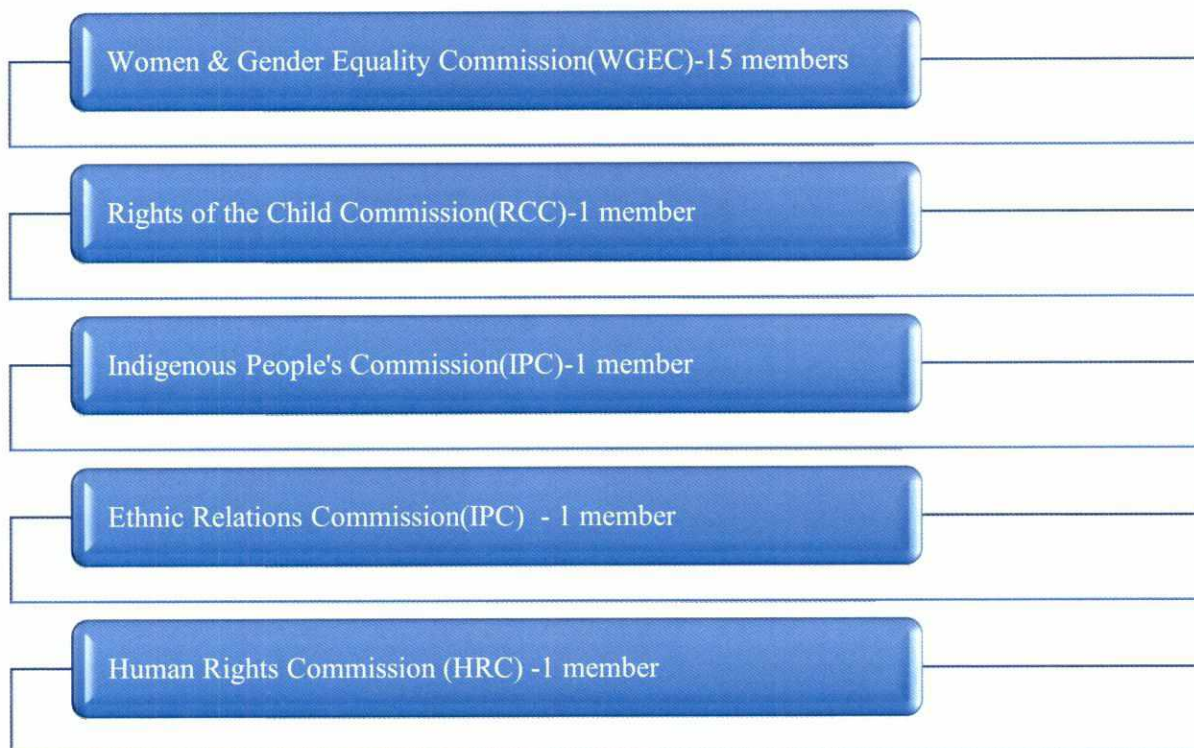 Women & Gender Equality Commission(WGEC)-15 members
Rights of the Child Commission(RCC)-1 member
Indigenous People's Commission(IPC)-1 member
Ethnic Relations Commission(IPC)  - 1 member
Human Rights Commission (HRC) -1 member